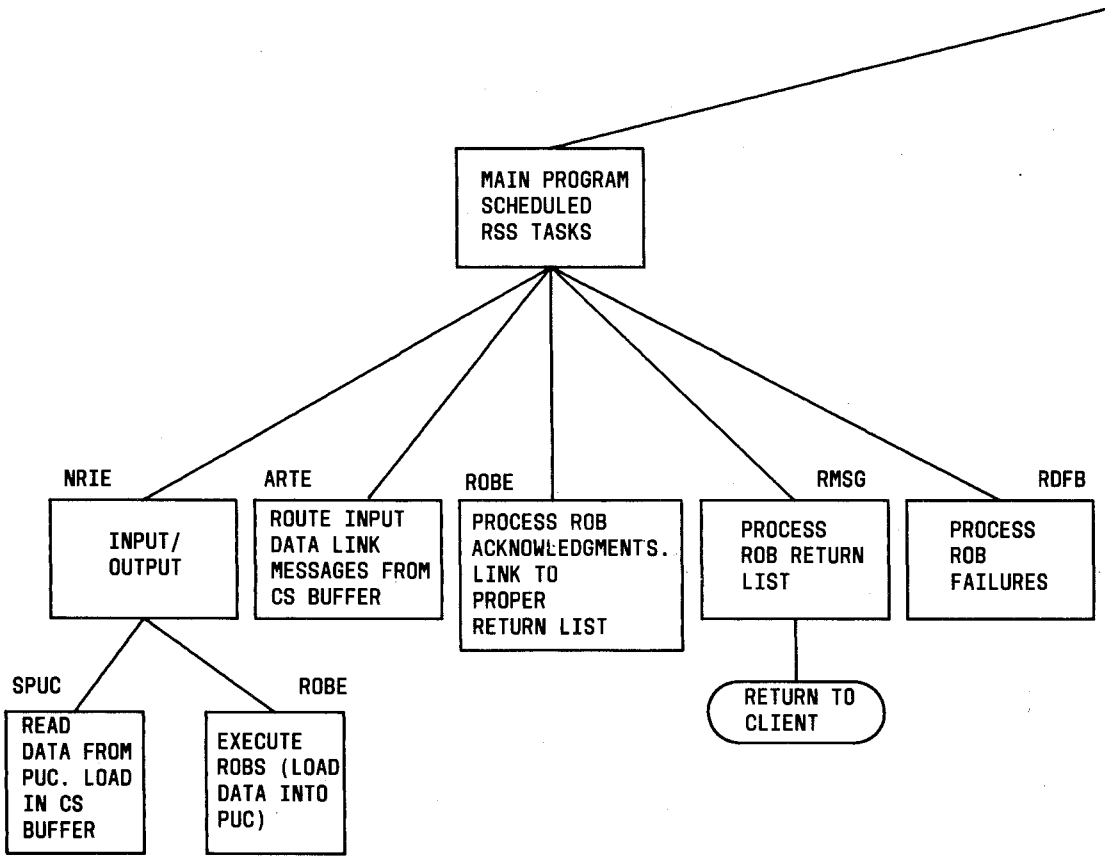 MAIN PROGRAM
SCHEDULED
RSS TASKS
NRIE
INPUT/
OUTPUT
ARTE
ROUTE INPUT
DATA LINK
MESSAGES FROM
CS BUFFER
ROBE
PROCESS ROB
ACKNOWLEDGMENTS.
LINK TO
PROPER
RETURN LIST
RMSG
PROCESS
ROB RETURN
LIST
RDFB
PROCESS
ROB
FAILURES
SPUC
READ
DATA FROM
PUC. LOAD
IN CS
BUFFER
ROBE
EXECUTE
ROBS (LOAD
DATA INTO
PUC)
RETURN TO
CLIENT